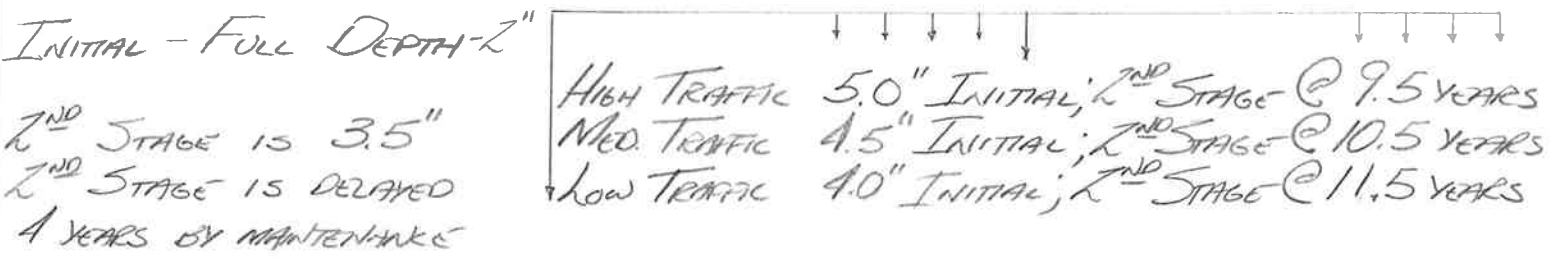 INITIAL - FULL DEPTH-2"
2ND STAGE IS 3.5"
2ND STAGE IS DELAYED
4 YEARS BY MAINTENANCE
HIGH TRAFFIC 5.0" INITIAL; 2ND STAGE @ 9.5 YEARS
MED. TRAFFIC 4.5" INITIAL; 2ND STAGE @ 10.5 YEARS
LOW TRAFFIC 4.0" INITIAL; 2ND STAGE @ 11.5 YEARS